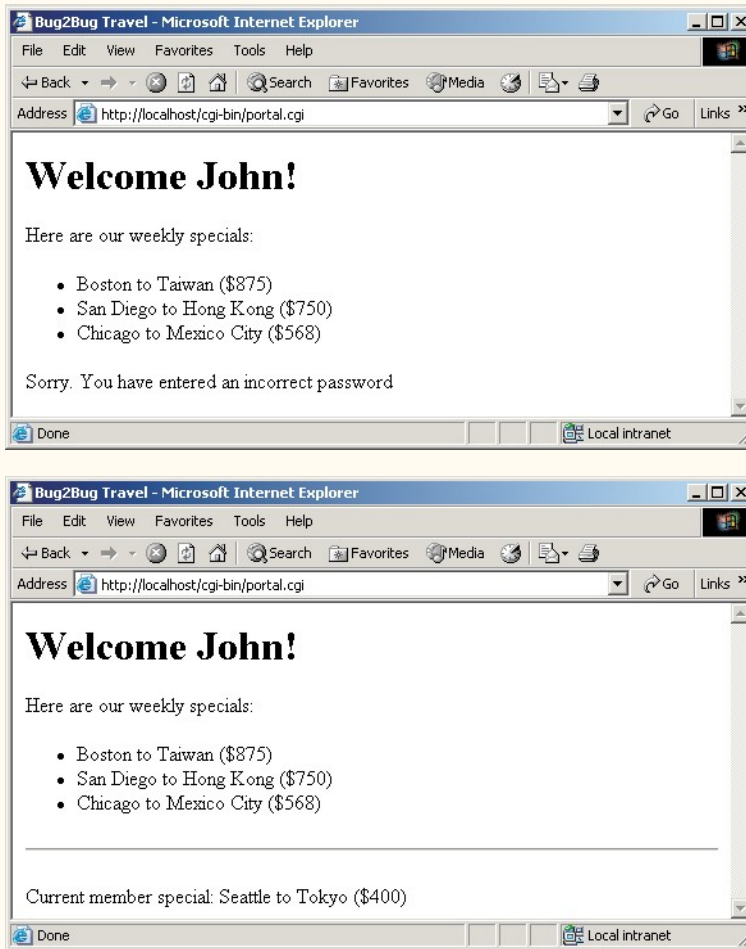 Bug2Bug Travel - Microsoft Internet Explorer
File Edit View Favorites Tools Help
Back Search Favorites Media
Address http://localhost/cgi-bin/portal.cgi Go Links »
Welcome John!
Here are our weekly specials:
• Boston to Taiwan ($875)
• San Diego to Hong Kong ($750)
• Chicago to Mexico City ($568)
Sorry. You have entered an incorrect password
Done Local intranet
Bug2Bug Travel - Microsoft Internet Explorer
File Edit View Favorites Tools Help
Back Search Favorites Media
Address http://localhost/cgi-bin/portal.cgi Go Links »
Welcome John!
Here are our weekly specials:
• Boston to Taiwan ($875)
• San Diego to Hong Kong ($750)
• Chicago to Mexico City ($568)
Current member special: Seattle to Tokyo ($400)
Done Local intranet